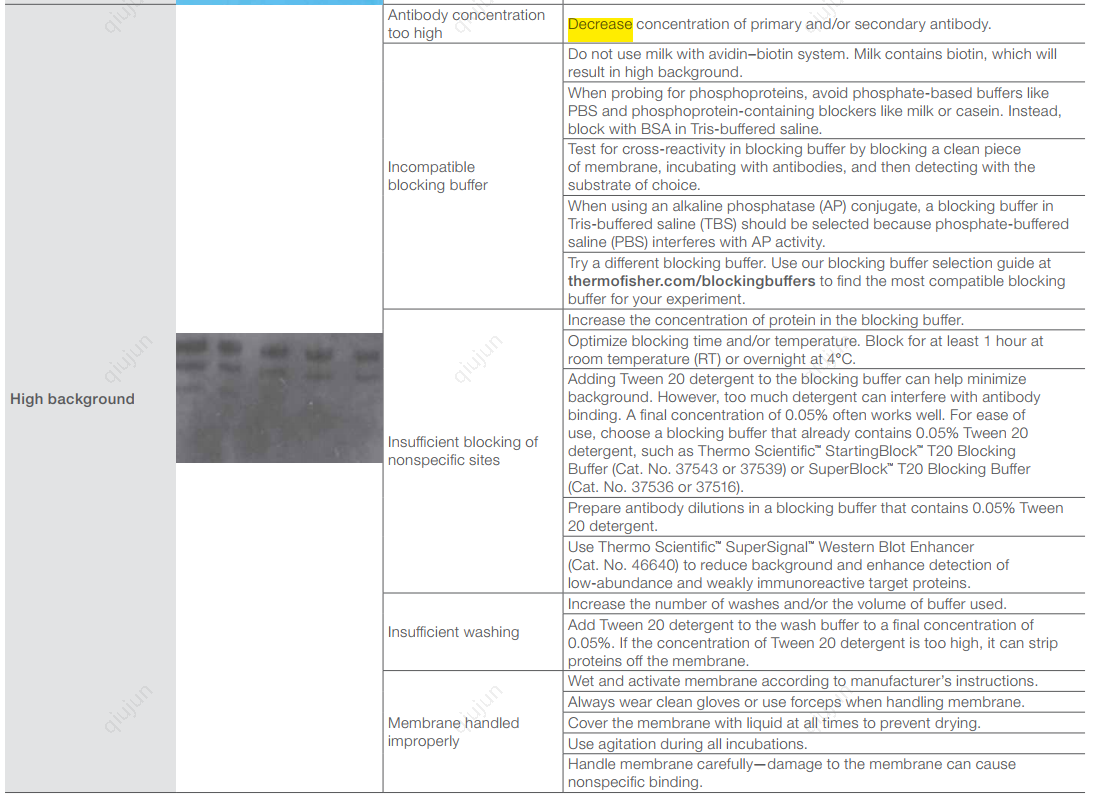 Antibody concentration
too high
Decrease concentration of primary and/or secondary antibody.
Do not use milk with avidin–biotin system. Milk contains biotin, which will
result in high background.
When probing for phosphoproteins, avoid phosphate-based buffers like
PBS and phosphoprotein-containing blockers like milk or casein. Instead,
block with BSA in Tris-buffered saline.
Incompatible
blocking buffer
Test for cross-reactivity in blocking buffer by blocking a clean piece
of membrane, incubating with antibodies, and then detecting with the
substrate of choice.
When using an alkaline phosphatase (AP) conjugate, a blocking buffer in
Tris-buffered saline (TBS) should be selected because phosphate-buffered
saline (PBS) interferes with AP activity.
Try a different blocking buffer. Use our blocking buffer selection guide at
thermofisher.com/blockingbuffers to find the most compatible blocking
buffer for your experiment.
High background
Insufficient blocking of
nonspecific sites
Increase the concentration of protein in the blocking buffer.
Optimize blocking time and/or temperature. Block for at least 1 hour at
room temperature (RT) or overnight at 4°C.
Adding Tween 20 detergent to the blocking buffer can help minimize
background. However, too much detergent can interfere with antibody
binding. A final concentration of 0.05% often works well. For ease of
use, choose a blocking buffer that already contains 0.05% Tween 20
detergent, such as Thermo Scientific™ StartingBlock™ T20 Blocking
Buffer (Cat. No. 37543 or 37539) or SuperBlock™ T20 Blocking Buffer
(Cat. No. 37536 or 37516).
Prepare antibody dilutions in a blocking buffer that contains 0.05% Tween
20 detergent.
Use Thermo Scientific™ SuperSignal™ Western Blot Enhancer
(Cat. No. 46640) to reduce background and enhance detection of
low-abundance and weakly immunoreactive target proteins.
Insufficient washing
Increase the number of washes and/or the volume of buffer used.
Add Tween 20 detergent to the wash buffer to a final concentration of
0.05%. If the concentration of Tween 20 detergent is too high, it can strip
proteins off the membrane.
Membrane handled
improperly
Wet and activate membrane according to manufacturer's instructions.
Always wear clean gloves or use forceps when handling membrane.
Cover the membrane with liquid at all times to prevent drying.
Use agitation during all incubations.
Handle membrane carefully—damage to the membrane can cause
nonspecific binding.
qiujun
qiujun
qiujun
qiujun
qiujun
qiujun
qiujun
qiujun
qiujun